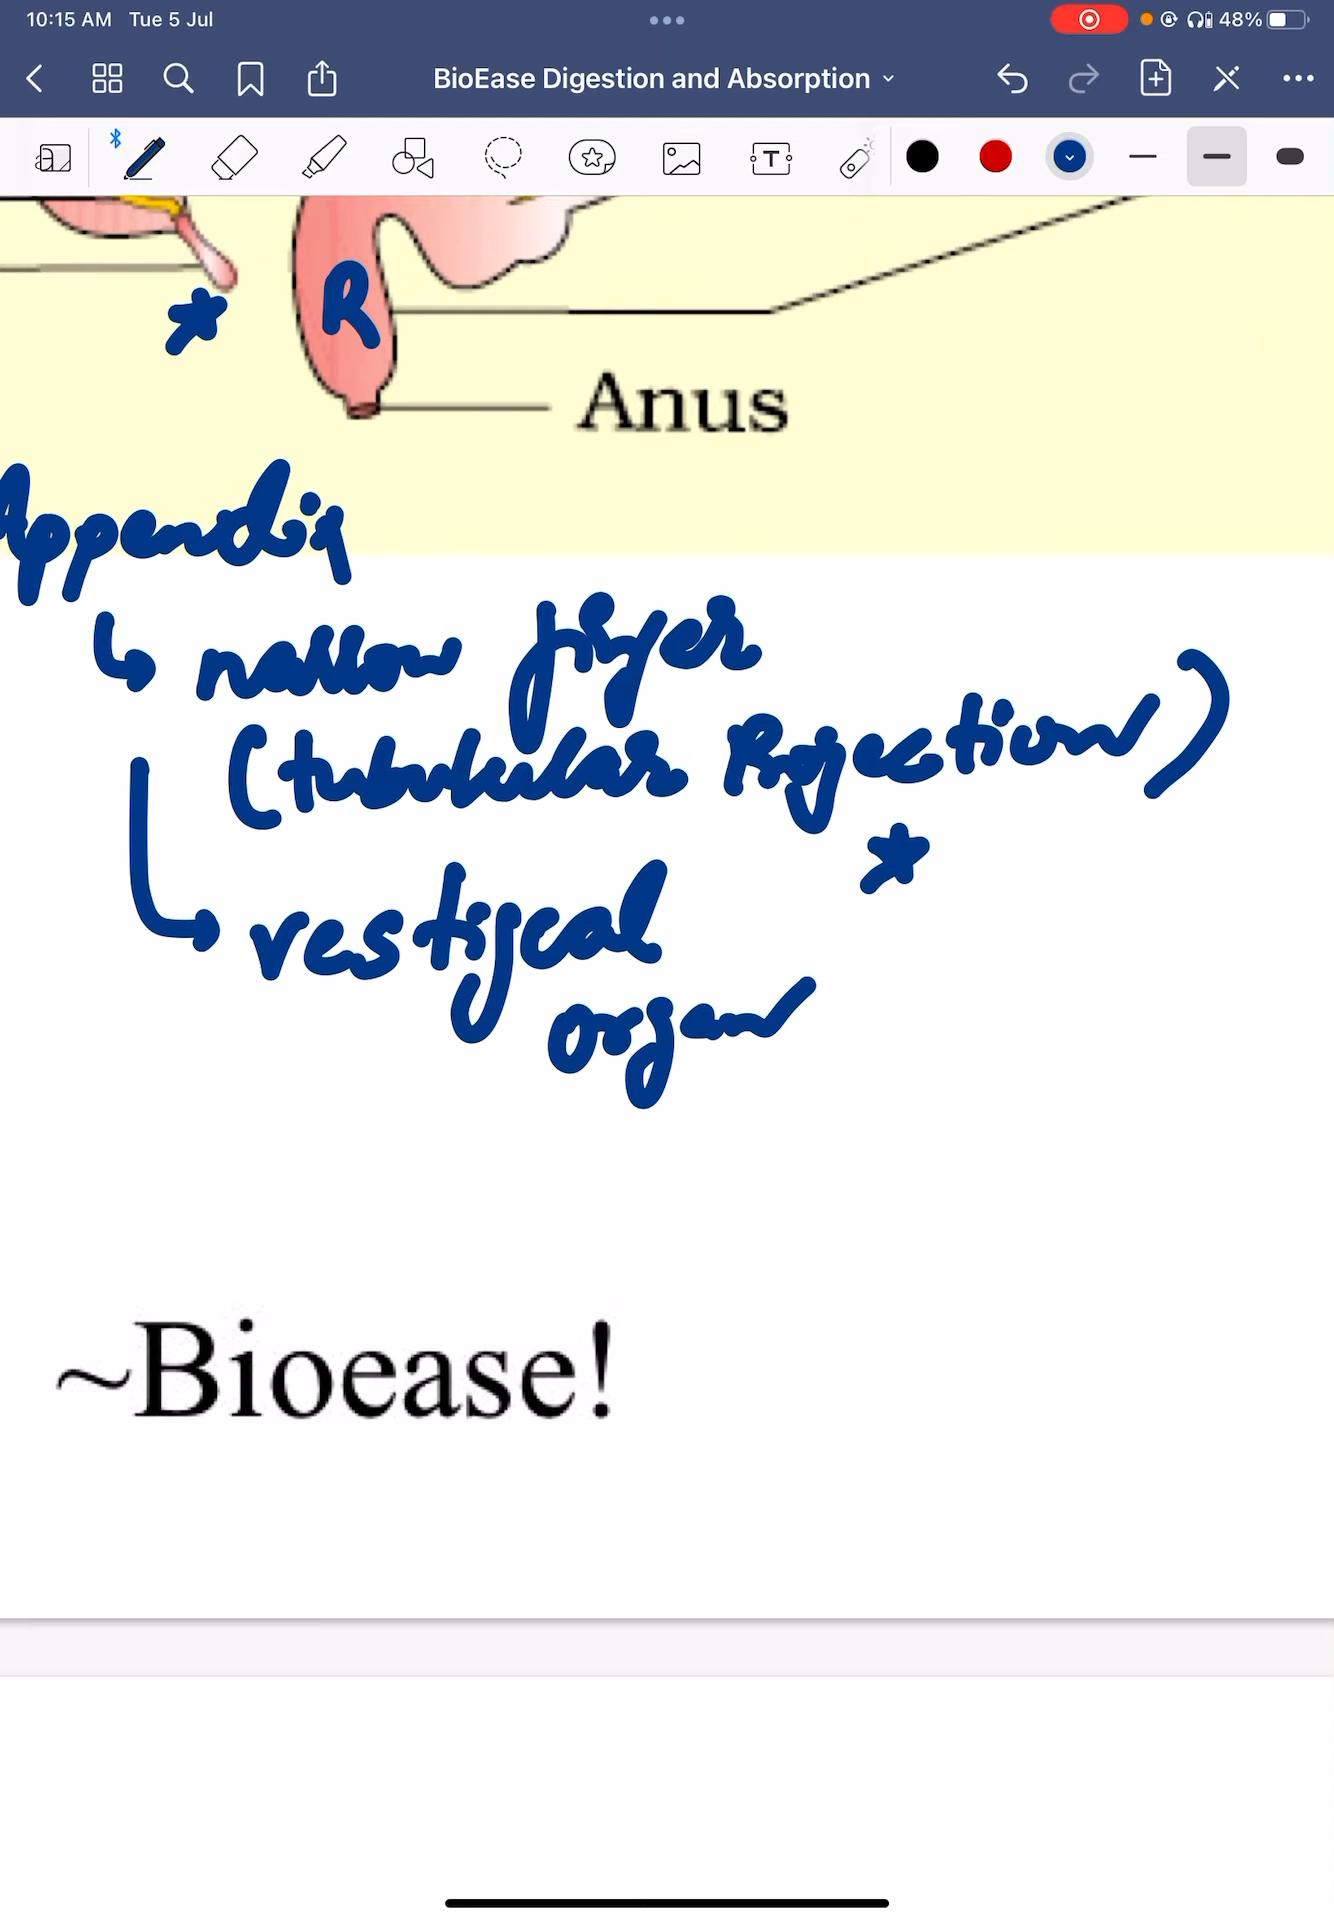 10:15 AM Tue 5 Jul
48%
BioEase Digestion and Absorption
T
R
Anus
Appendix
narrow finger
(tubular Projection)
vestigeal
organ
~Bioease!